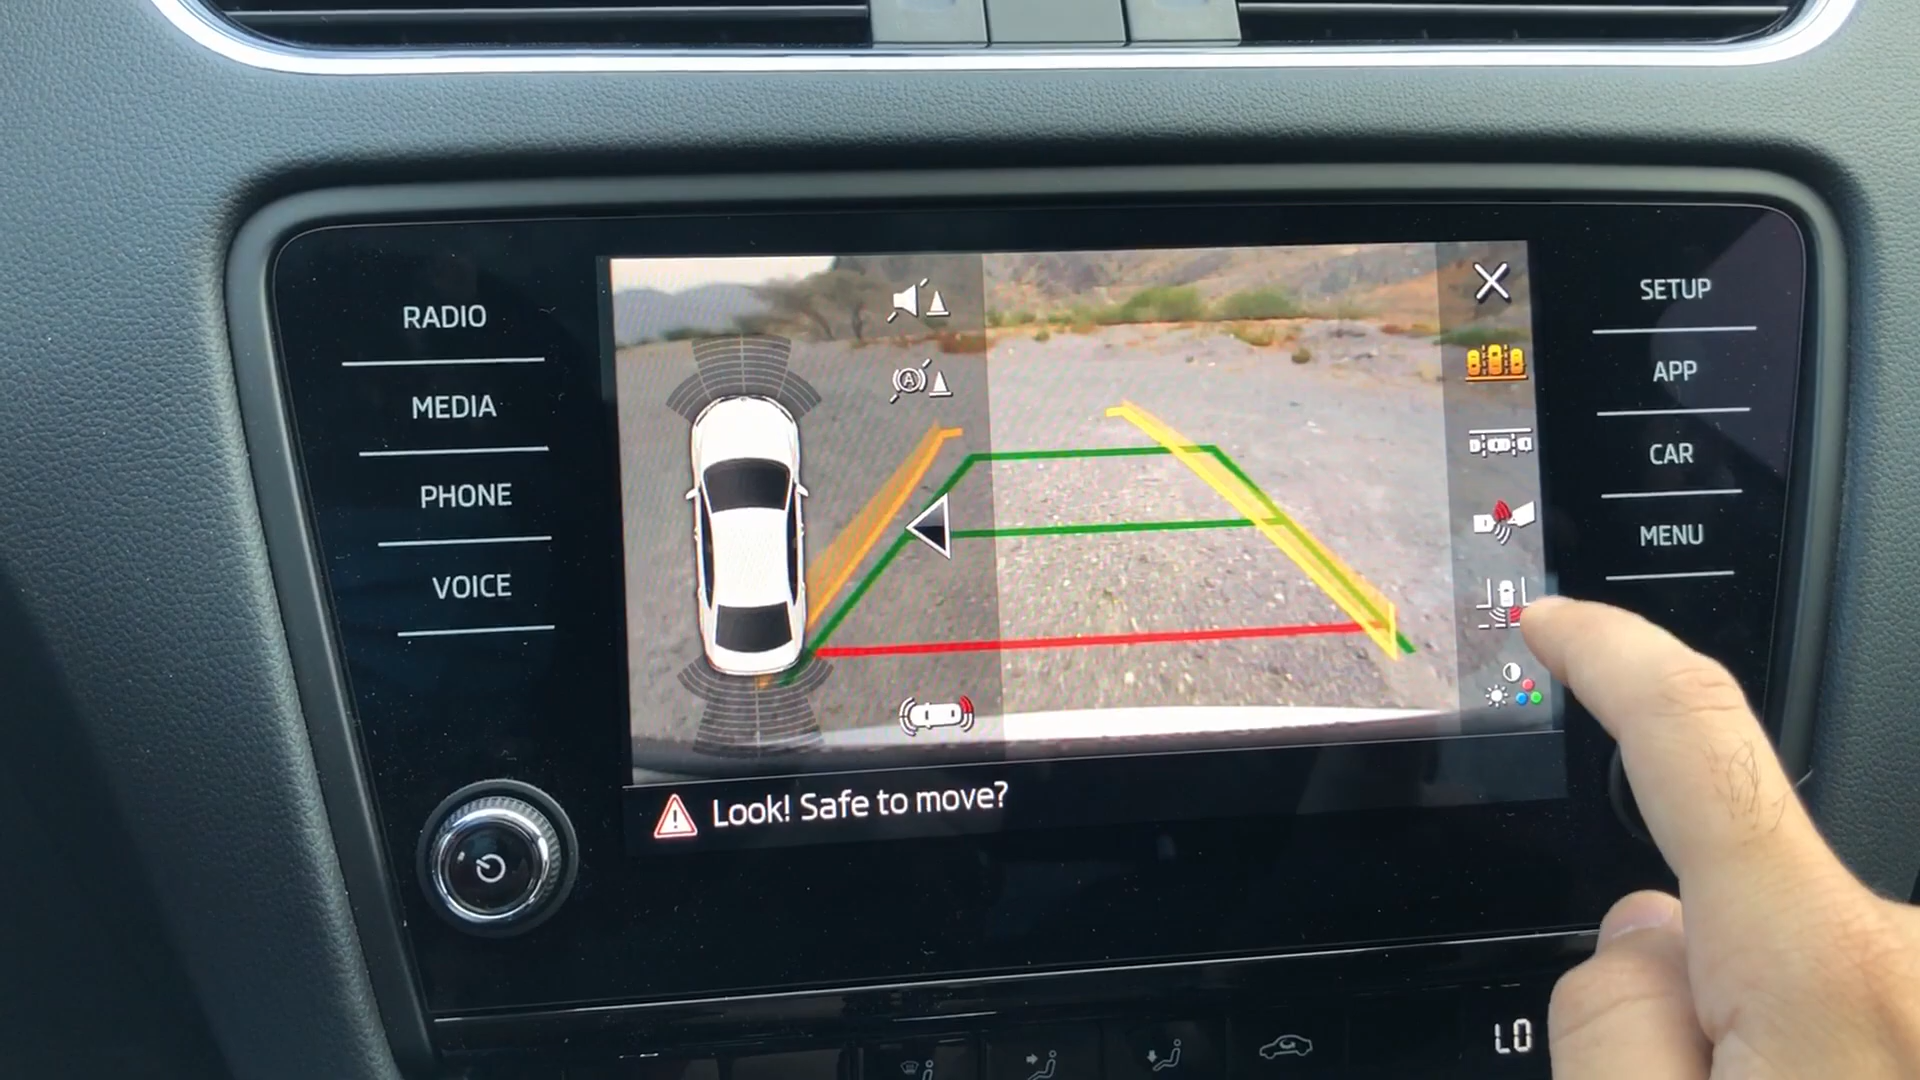 RADIO
MEDIA
PHONE
VOICE
SETUP
APP
CAR
MENU
A
Look! Safe to move?
LO